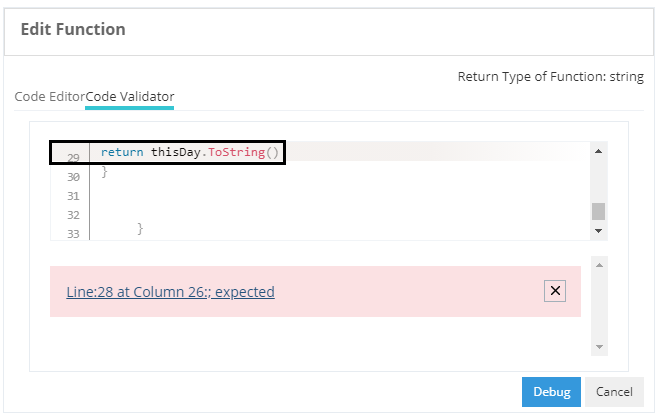 Edit Function
Return Type of Function: string
Code Editor Code Validator
29 return thisDay.ToString()
30 }
31
32
33 }
Line:28 at Column 26:; expected
Debug Cancel